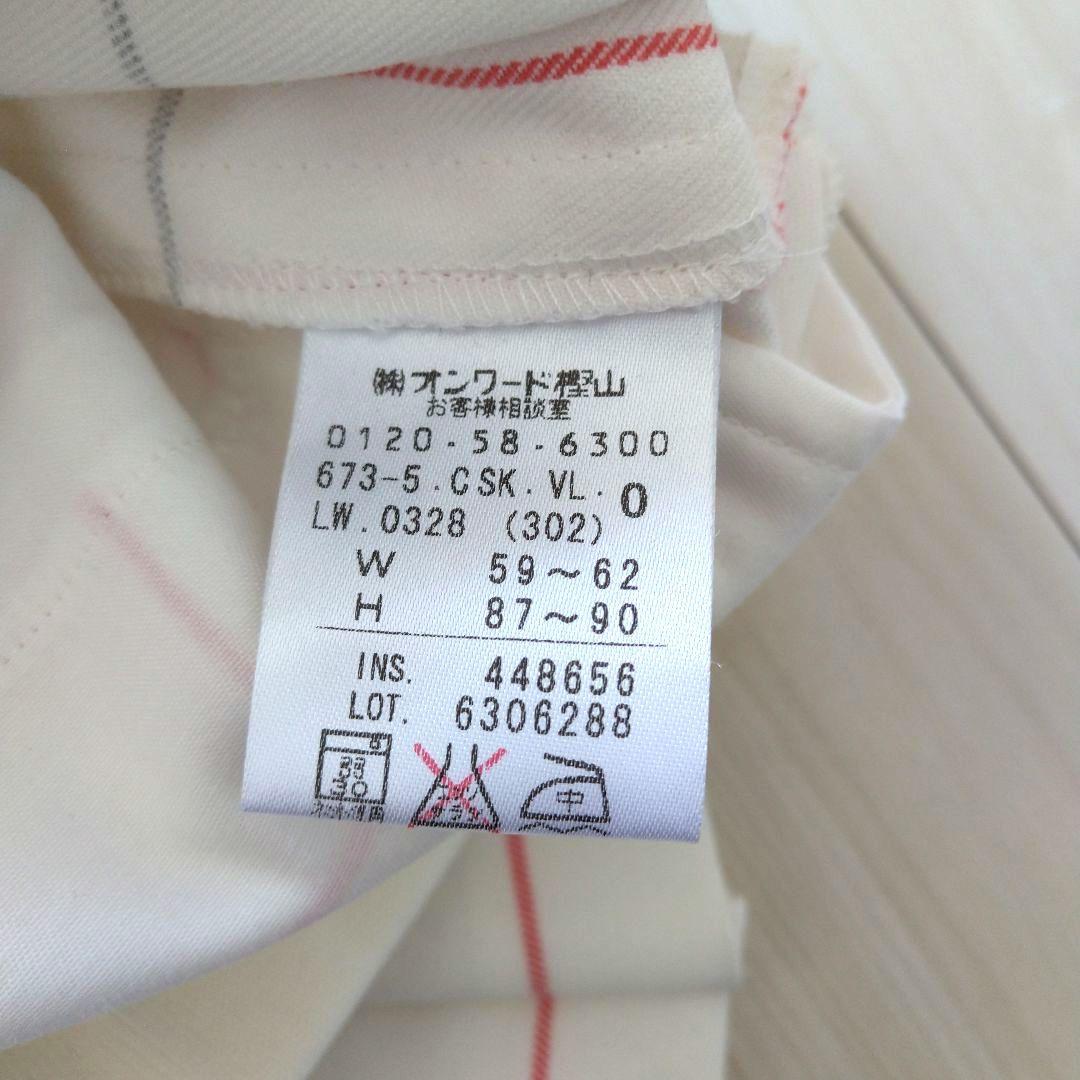 ㈱オンワード樫山
お客様相談室
0120-58-6300
673-5.CSK.VL. 0
LW.0328 (302)
W 59～62
H 87～90
INS. 448656
LOT. 6306288
30
中